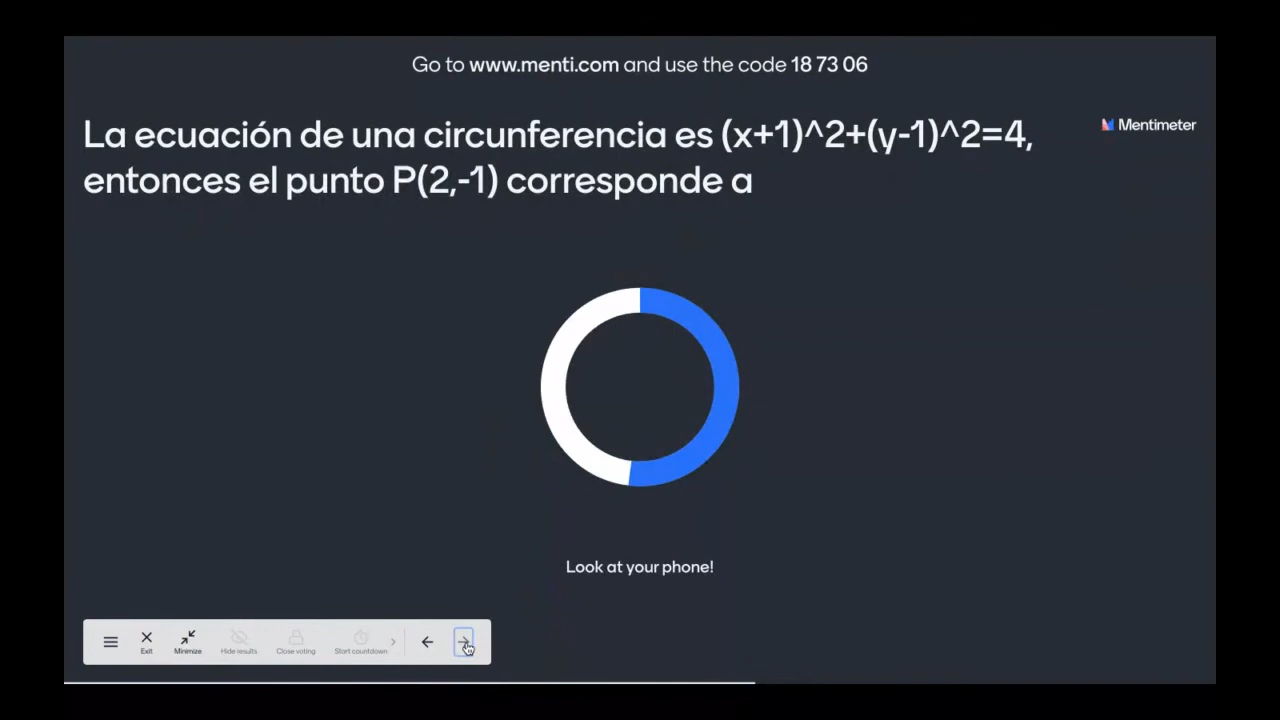 Go to www.menti.com and use the code 18 73 06
La ecuación de una circunferencia es (x+1)^2+(y-1)^2=4,
entonces el punto P(2,-1) corresponde a
Mentimeter
Look at your phone!
Exit
Minimize
Hide results
Close voting
Start countdown